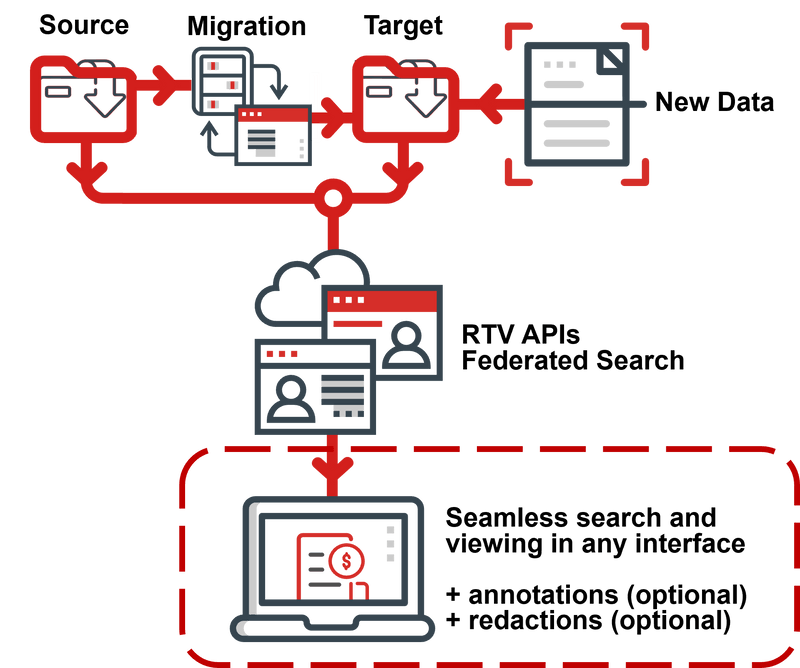 Source
Migration
Target
New Data
RTV APIs
Federated Search
$
Seamless search and
viewing in any interface
+ annotations (optional)
+ redactions (optional)